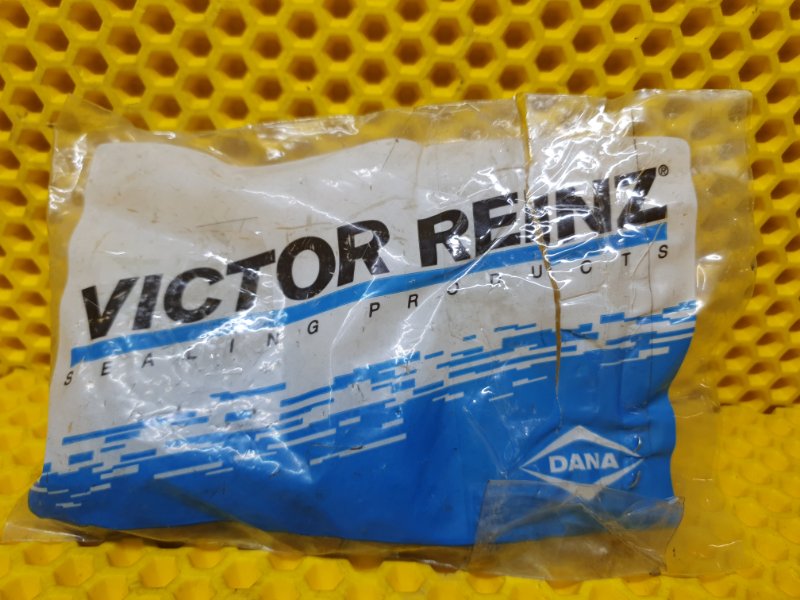 VICTOR REINZ®
SEALING PRODUCTS
DANA